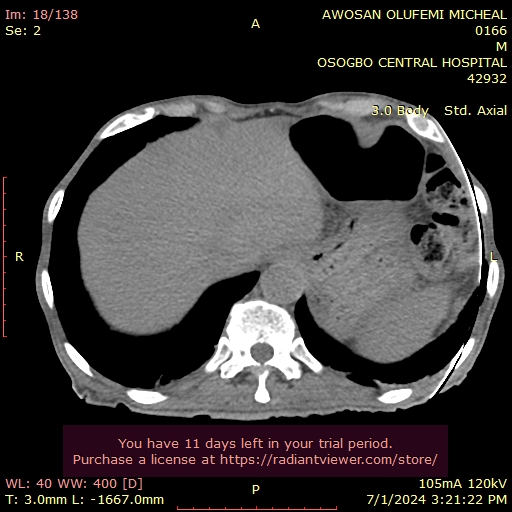 Im: 18/138
Se: 2
A
AWOSAN OLUFEMI MICHEAL
0166
M
OSOGBO CENTRAL HOSPITAL
42932
3.0 Body Std. Axial
R
L
You have 11 days left in your trial period.
Purchase a license at https://radiantviewer.com/store/
WL: 40 WW: 400 [D]
T: 3.0mm L: -1667.0mm
P
105mA 120kV
7/1/2024 3:21:22 PM